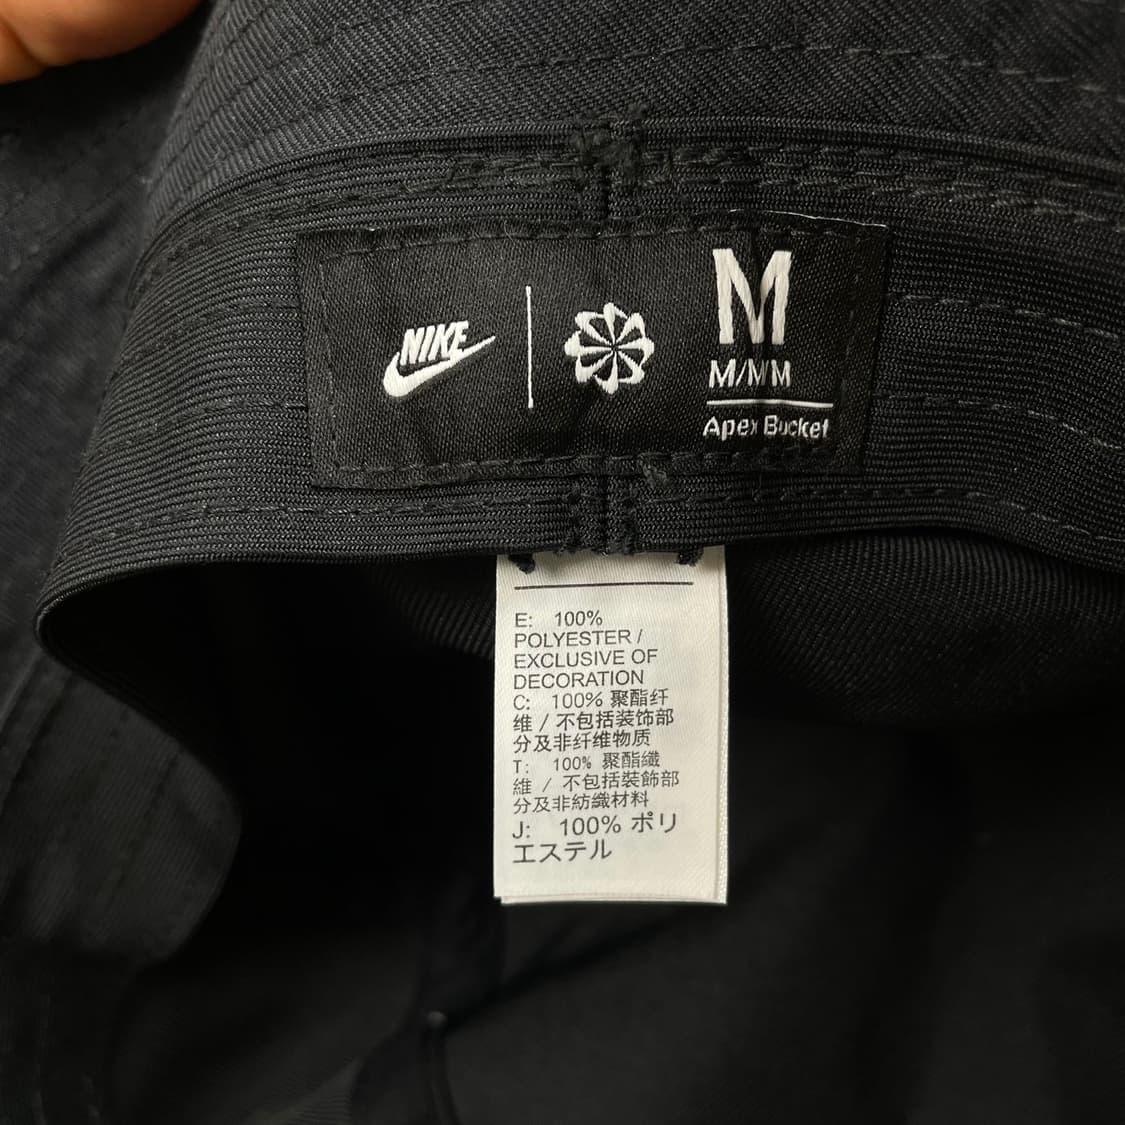 NIKE
M
M/M/M
Apex Bucket
E: 100%
POLYESTER /
EXCLUSIVE OF
DECORATION
C: 100% 聚酯纤
维 / 不包括装饰部
分及非纤维物质
T: 100% 聚酯纖
維 / 不包括裝飾部
分及非紡織材料
J: 100% ポリ
エステル